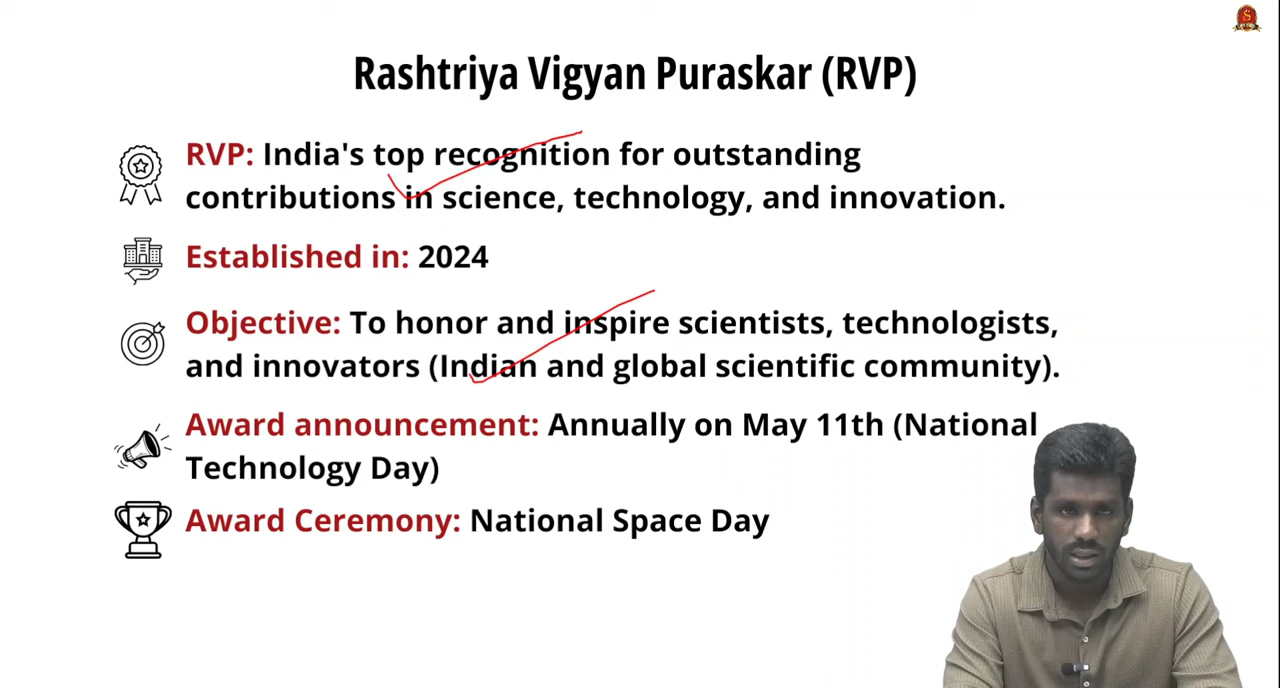 Rashtriya Vigyan Puraskar (RVP)
RVP: India's top recognition for outstanding
contributions in science, technology, and innovation.
Established in: 2024
Objective: To honor and inspire scientists, technologists,
and innovators (Indian and global scientific community).
Award announcement: Annually on May 11th (National
Technology Day)
Award Ceremony: National Space Day